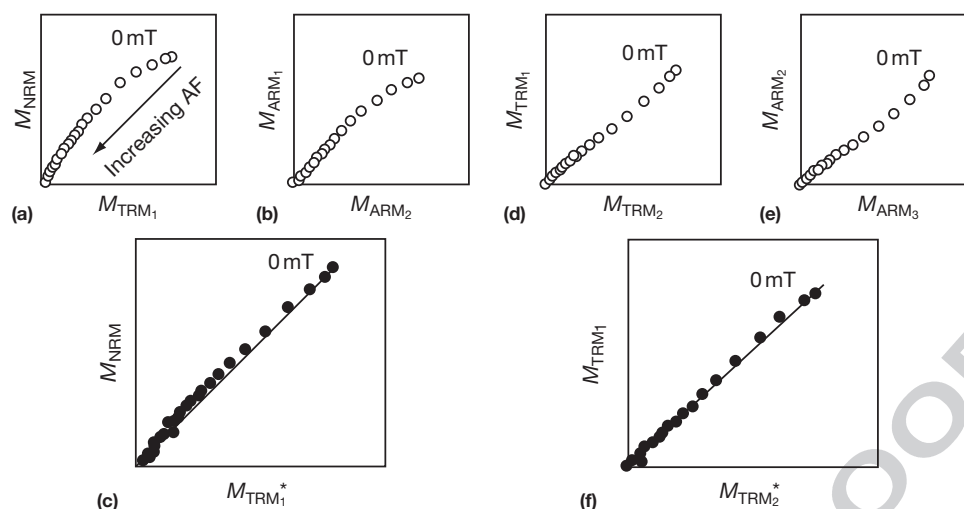 0 mT
M_NRM
Increasing AF
(a)
M_TRM₁
0 mT
M_ARM₁
(b)
M_ARM₂
0 mT
M_TRM₁
(d)
M_TRM₂
0 mT
M_ARM₂
(e)
M_ARM₃
0 mT
M_NRM
(c)
M_TRM₁*
0 mT
M_TRM₁
(f)
M_TRM₂*